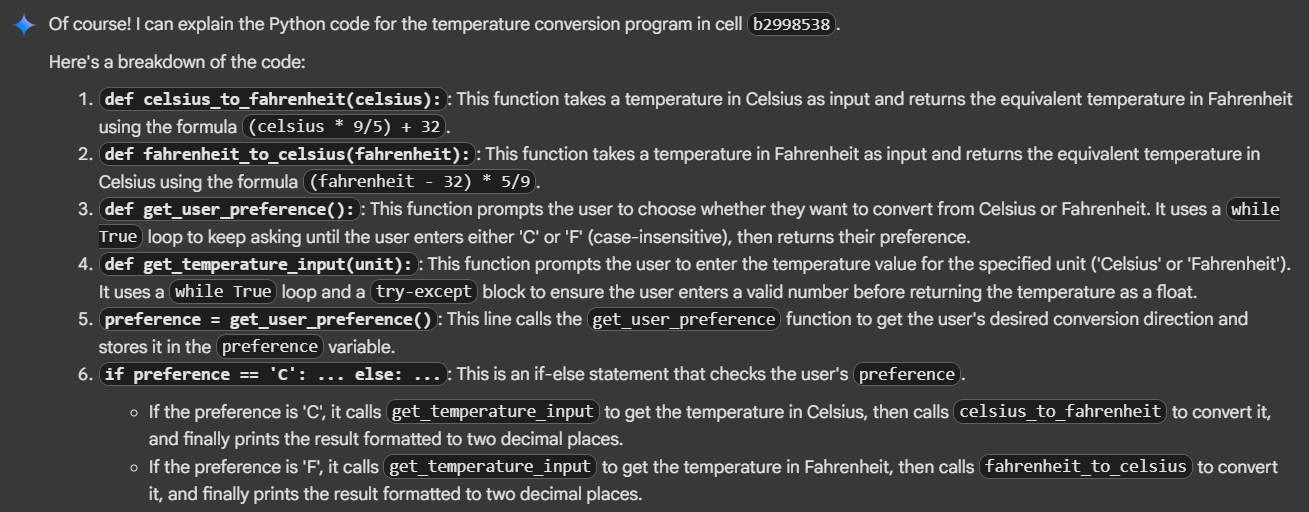 Of course! I can explain the Python code for the temperature conversion program in cell b2998538.
Here's a breakdown of the code:
1. def celsius_to_fahrenheit(celsius):: This function takes a temperature in Celsius as input and returns the equivalent temperature in Fahrenheit
using the formula (celsius * 9/5) + 32.
2. def fahrenheit_to_celsius(fahrenheit):: This function takes a temperature in Fahrenheit as input and returns the equivalent temperature in
Celsius using the formula (fahrenheit - 32) * 5/9.
3. def get_user_preference():: This function prompts the user to choose whether they want to convert from Celsius or Fahrenheit. It uses a while
True loop to keep asking until the user enters either 'C' or 'F' (case-insensitive), then returns their preference.
4. def get_temperature_input(unit):: This function prompts the user to enter the temperature value for the specified unit ('Celsius' or 'Fahrenheit').
It uses a while True loop and a try-except block to ensure the user enters a valid number before returning the temperature as a float.
5. preference = get_user_preference(): This line calls the get_user_preference function to get the user's desired conversion direction and
stores it in the preference variable.
6. if preference == 'C': ... else: ...: This is an if-else statement that checks the user's preference.
○ If the preference is 'C', it calls get_temperature_input to get the temperature in Celsius, then calls celsius_to_fahrenheit to convert it,
and finally prints the result formatted to two decimal places.
○ If the preference is 'F', it calls get_temperature_input to get the temperature in Fahrenheit, then calls fahrenheit_to_celsius to convert
it, and finally prints the result formatted to two decimal places.